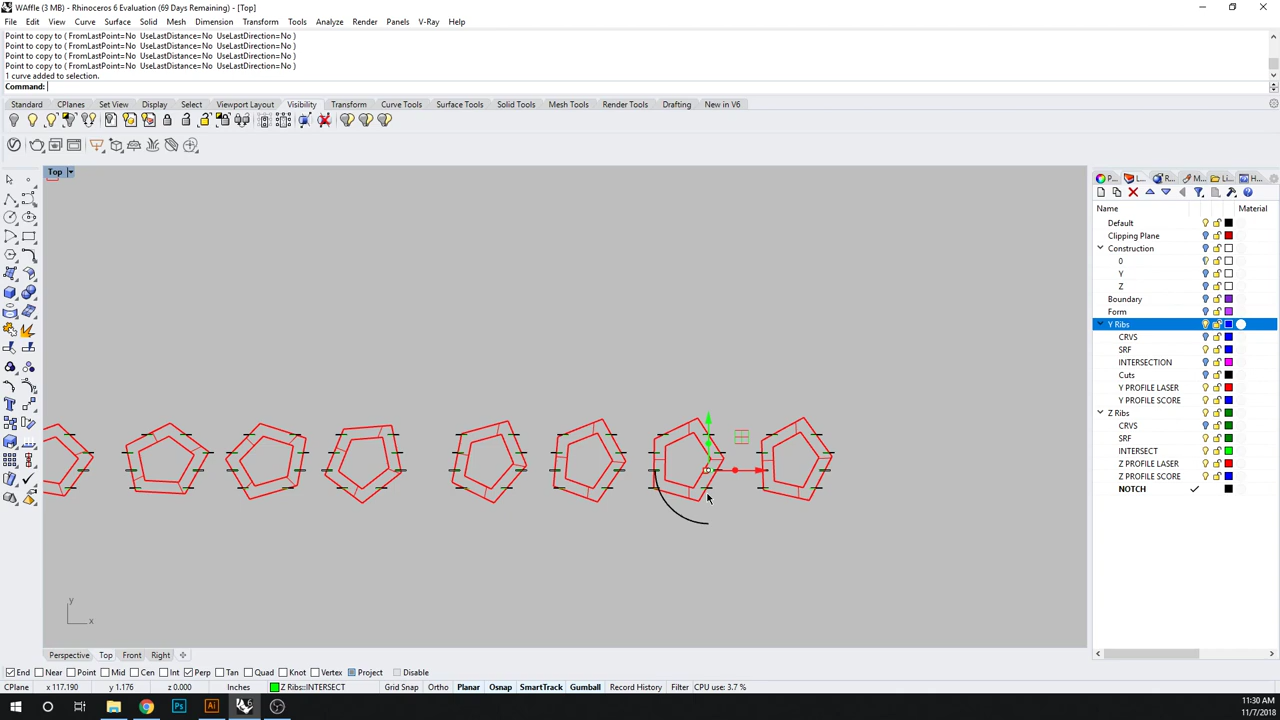 WAffle (3 MB) - Rhinoceros 6 Evaluation (69 Days Remaining) - [Top]
File Edit View Curve Surface Solid Mesh Dimension Transform Tools Analyze Render Panels V-Ray Help
Point to copy to ( FromLastPoint=No UseLastDistance=No UseLastDirection=No )
Point to copy to ( FromLastPoint=No UseLastDistance=No UseLastDirection=No )
Point to copy to ( FromLastPoint=No UseLastDistance=No UseLastDirection=No )
Point to copy to ( FromLastPoint=No UseLastDistance=No UseLastDirection=No )
1 curve added to selection.
Command:
Standard CPlanes Set View Display Select Viewport Layout Visibility Transform Curve Tools Surface Tools Solid Tools Mesh Tools Render Tools Drafting New in V6
Top
P... L... R... M... Li... H...
Name Material
Default
Clipping Plane
Construction
0
Y
Z
Boundary
Form
Y Ribs
CRVS
SRF
INTERSECTION
Cuts
Y PROFILE LASER
Y PROFILE SCORE
Z Ribs
CRVS
SRF
INTERSECT
Z PROFILE LASER
Z PROFILE SCORE
NOTCH
y
x
Perspective Top Front Right
End Near Point Mid Cen Int Perp Tan Quad Knot Vertex Project Disable
CPlane x 117.190 y 1.176 z 0.000 Inches Z Ribs::INTERSECT Grid Snap Ortho Planar Osnap SmartTrack Gumball Record History Filter CPU use: 3.7 %
Ps Ai
11:30 AM
11/7/2018